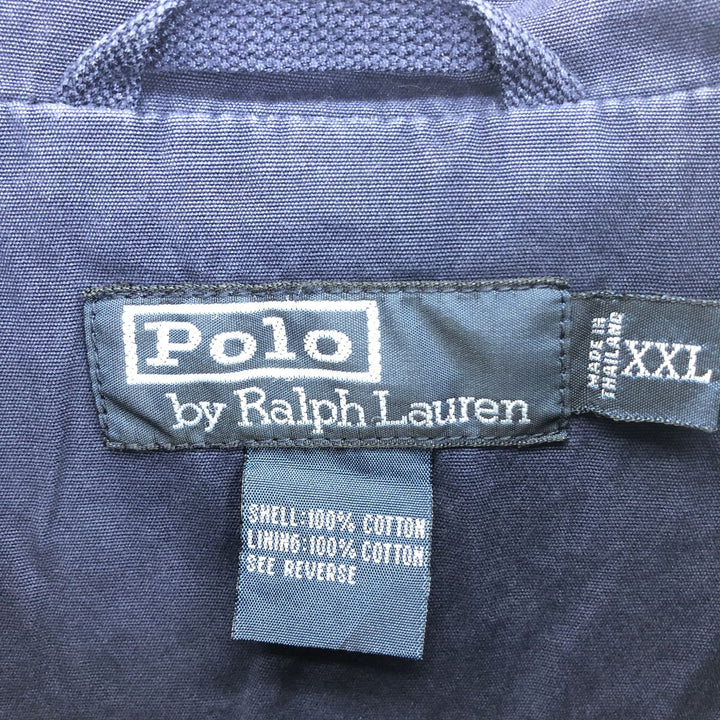 Polo
by Ralph Lauren
MADE IN
THAILAND
XXL
SHELL:100% COTTON
LINING:100% COTTON
SEE REVERSE